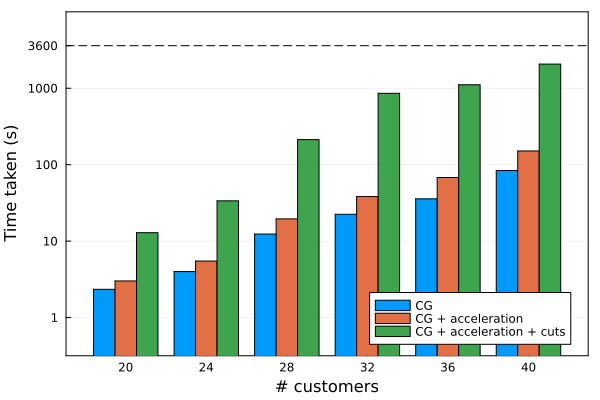 3600
1000
100
10
1
Time taken (s)
20 24 28 32 36 40
# customers
CG
CG + acceleration
CG + acceleration + cuts